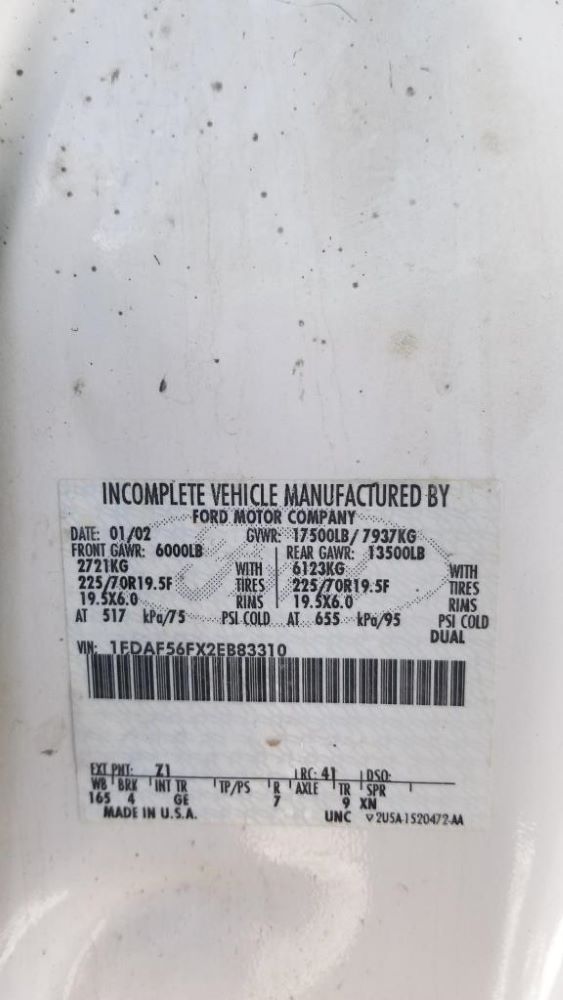 INCOMPLETE VEHICLE MANUFACTURED BY
FORD MOTOR COMPANY
DATE: 01/02 GVWR: 17500LB/ 7937KG
FRONT GAWR: 6000LB REAR GAWR: 13500LB
2721KG WITH 6123KG WITH
225/70R19.5F TIRES 225/70R19.5F TIRES
19.5X6.0 RINS 19.5X6.0 RINS
AT 517 kPa/75 PSI COLD AT 655 kPa/95 PSI COLD
DUAL
VIN: 1FDAF56FX2EB83310
EXT PNT: Z1 RC: 41 DSO:
WB BRK INT TR TP/PS R AXLE TR SPR
165 4 GE 7 9 XN
MADE IN U.S.A. UNC V2USA-1520472-AA